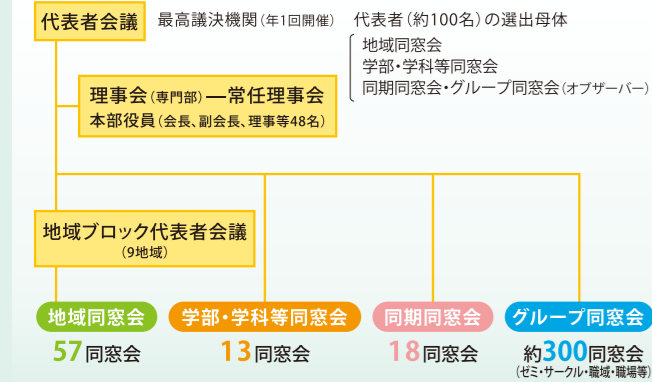 代表者会議
最高議決機関（年1回開催）
代表者（約100名）の選出母体
地域同窓会
学部・学科等同窓会
同期同窓会・グループ同窓会（オブザーバー）
理事会（専門部）―常任理事会
本部役員（会長、副会長、理事等48名）
地域ブロック代表者会議
（9地域）
地域同窓会
57同窓会
学部・学科等同窓会
13同窓会
同期同窓会
18同窓会
グループ同窓会
約300同窓会
（ゼミ・サークル・職域・職場等）